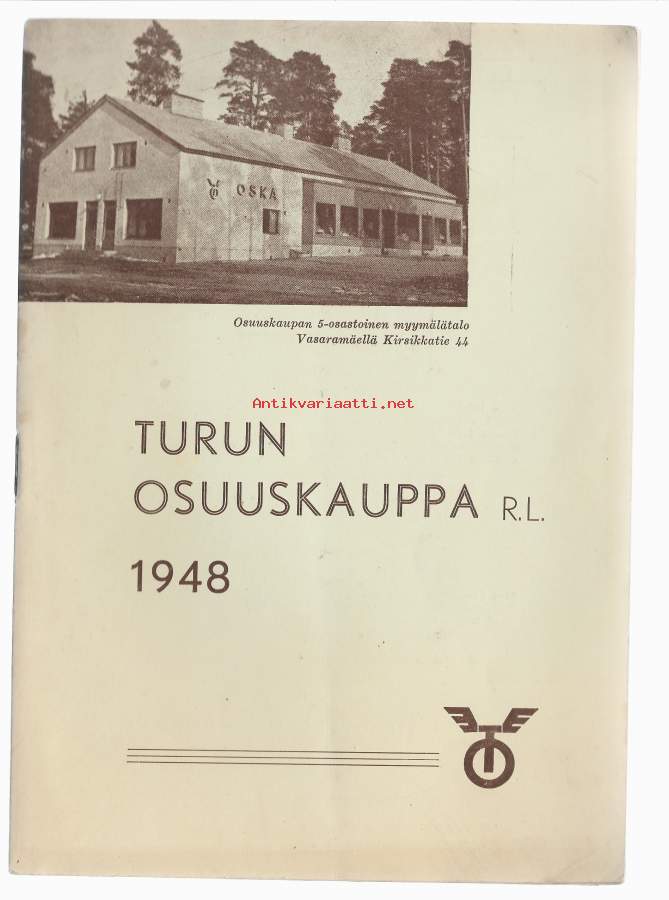 OSKA
Osuuskaupan 5-osastoinen myymälätalo
Vasaramäellä Kirsikkatie 44
Antikvariaatti.net
TURUN
OSUUSKAUPPA R.L.
1948